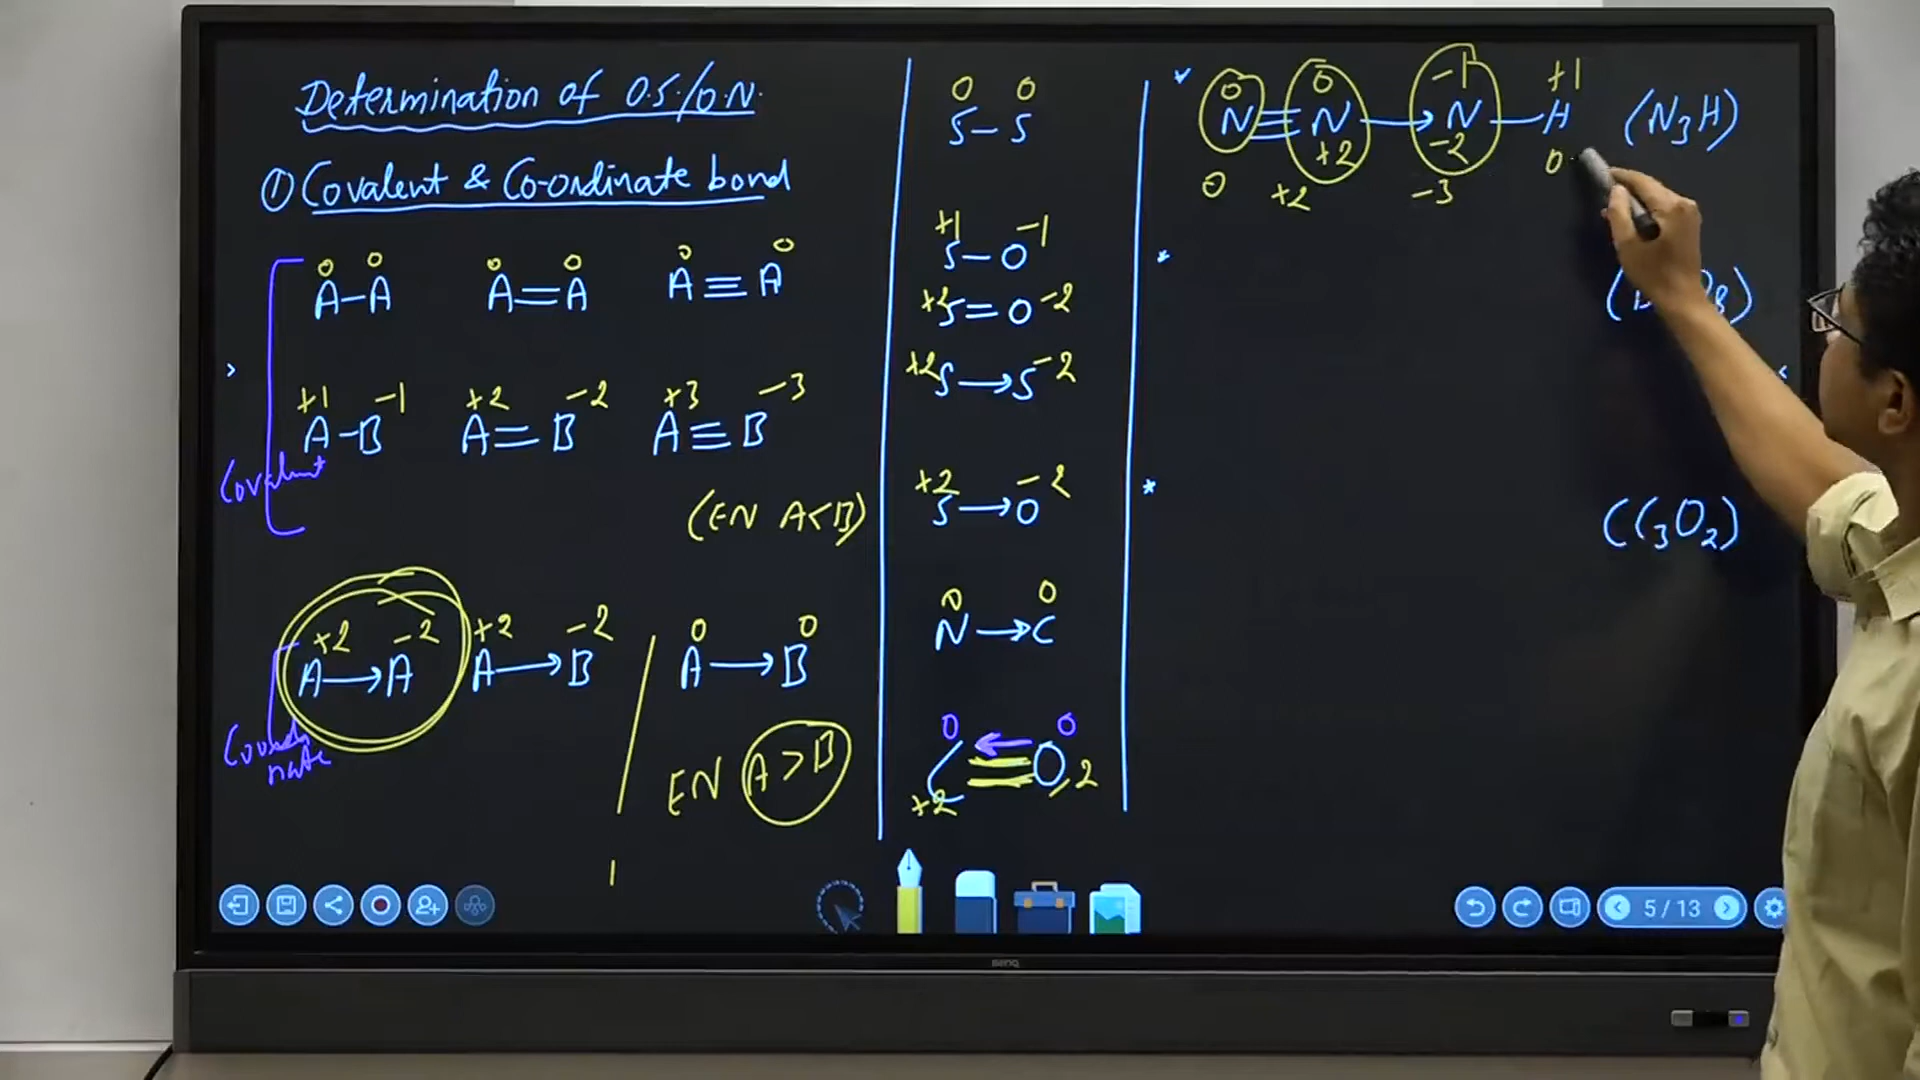 Determination of O.S./O.N.
① Covalent & Co-ordinate bond
0 0 0 0 0 0
A–A A=A A≡A
+1 -1 +2 -2 +3 -3
A–B A=B A≡B
Covalent
(EN A<B)
+2 -2 +2 -2 0 0
A→A A→B A→B
EN A>B
0 0
S–S
+1 -1
S–O
+2 S=O -2
+2 S→S -2
+2 -2
S→O
0 0
N→C
0 0
C O
+2 -2
0 0 -1 +1
N≡N→N–H (N₃H)
+2 -2
0 +2 -3 0
(C₃O₂)
5 / 13
BenQ